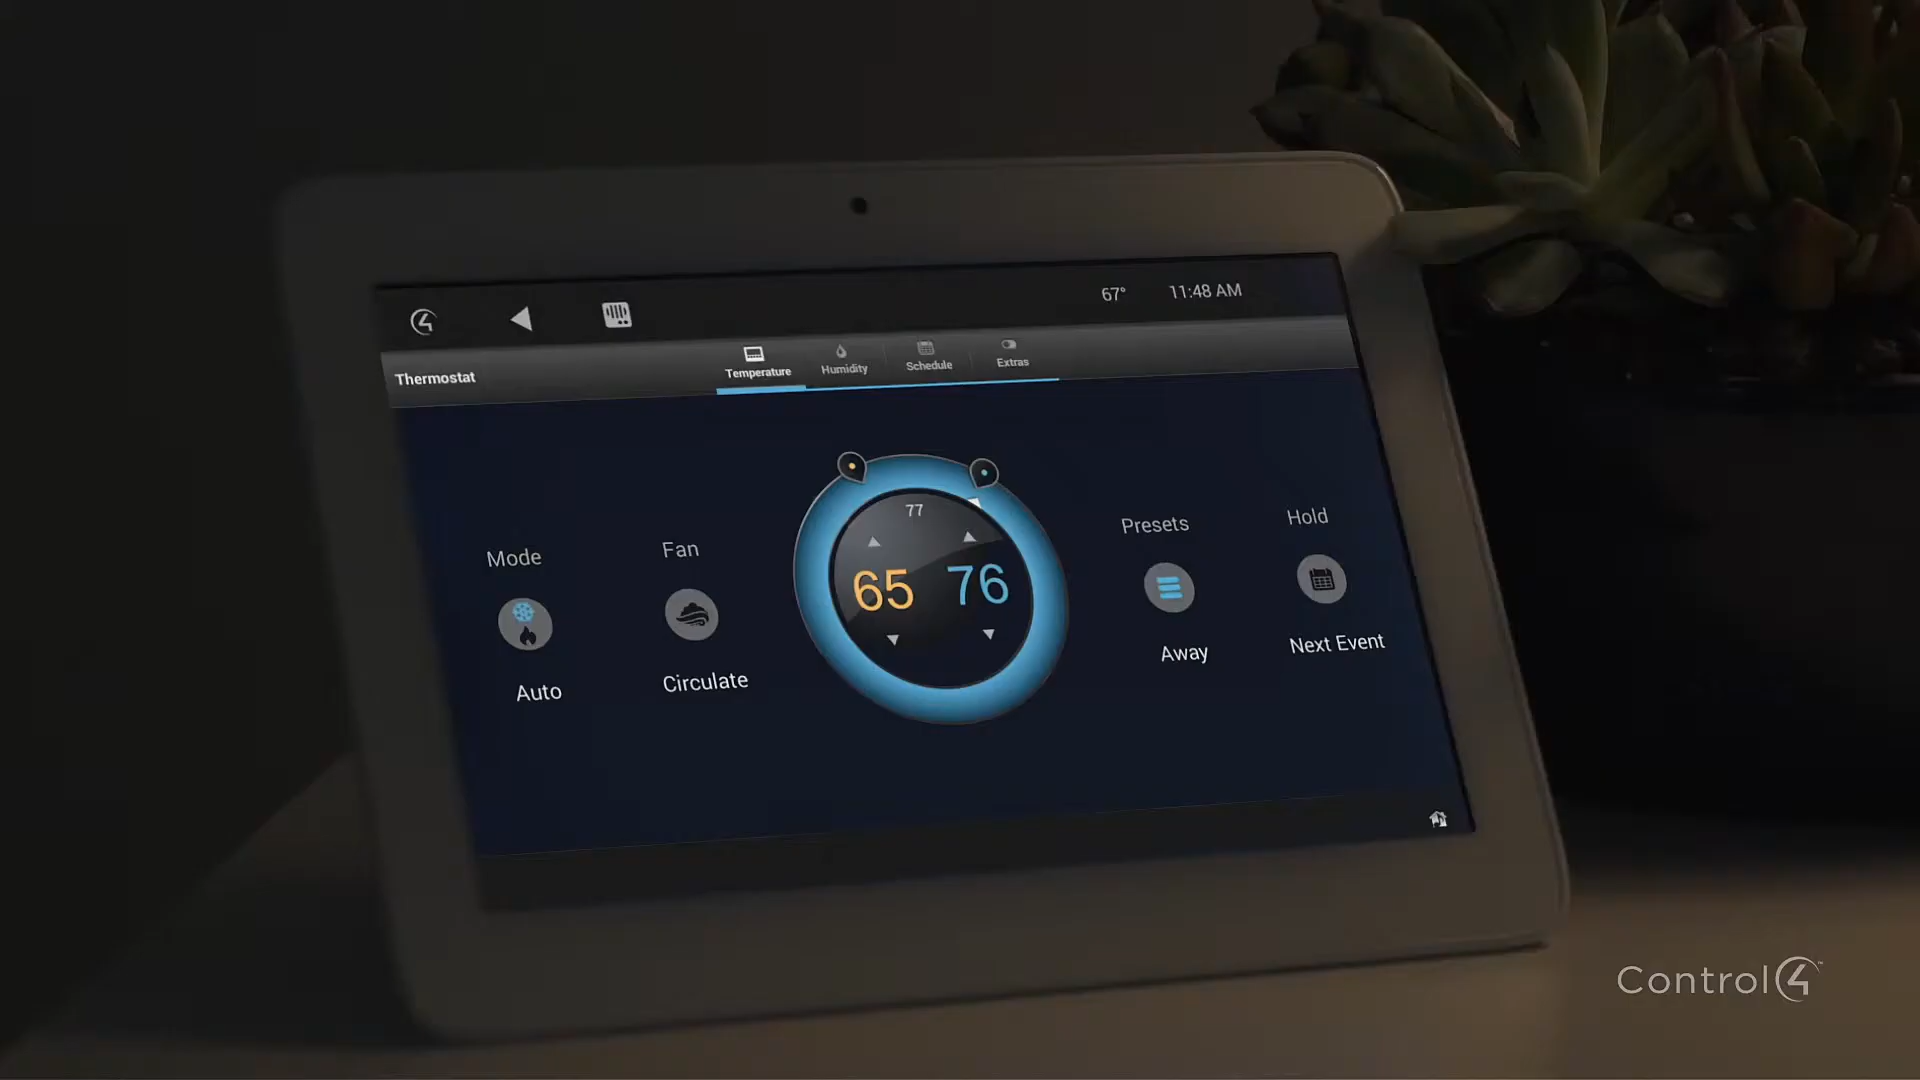 67° 11:48 AM
Thermostat
Temperature Humidity Schedule Extras
Mode
Auto
Fan
Circulate
77
65 76
Presets
Away
Hold
Next Event
Control4™